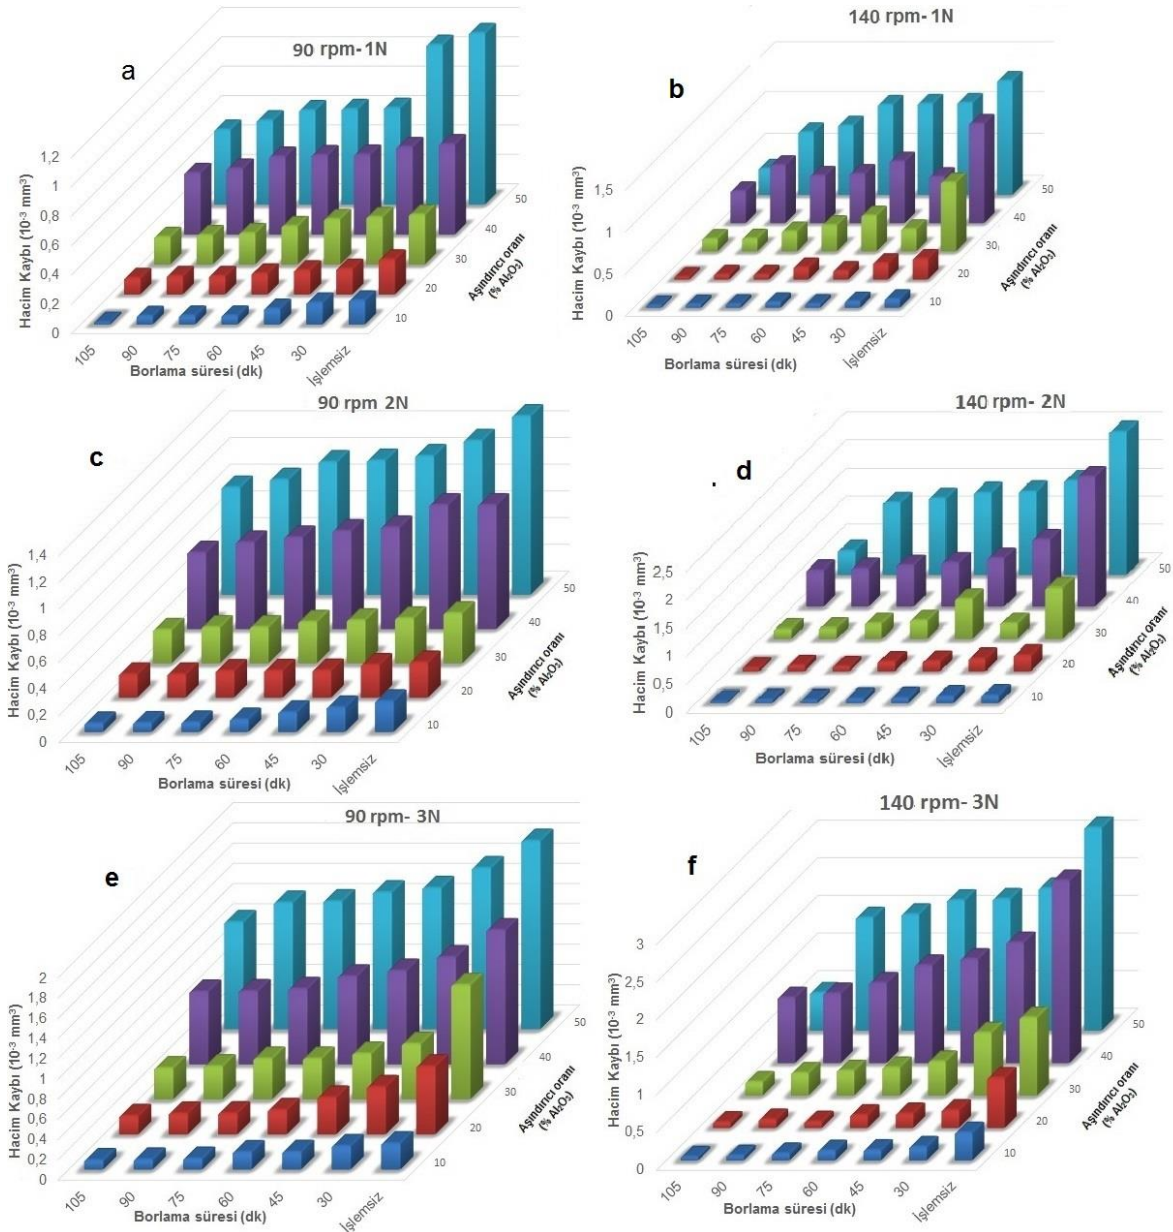 a
90 rpm- 1N
Hacim Kaybı (10⁻³ mm³)
1,2
1
0,8
0,6
0,4
0,2
0
105
90
75
60
45
30
İşlemsiz
Borlama süresi (dk)
10
20
30
40
50
Aşındırıcı oranı
(% Al₂O₃)
b
140 rpm-1N
Hacim Kaybı (10⁻³ mm³)
1,5
1
0,5
0
105
90
75
60
45
30
İşlemsiz
Borlama süresi (dk)
10
20
30
40
50
Aşındırıcı oranı
(% Al₂O₃)
c
90 rpm 2N
Hacim Kaybı (10⁻³ mm³)
1,4
1,2
1
0,8
0,6
0,4
0,2
0
105
90
75
60
45
30
İşlemsiz
Borlama süresi (dk)
10
20
30
40
50
Aşındırıcı oranı
(% Al₂O₃)
d
140 rpm- 2N
Hacim Kaybı (10⁻³ mm³)
2,5
2
1,5
1
0,5
0
105
90
75
60
45
30
İşlemsiz
Borlama süresi (dk)
10
20
30
40
50
Aşındırıcı oranı
(% Al₂O₃)
e
90 rpm- 3N
Hacim Kaybı (10⁻³ mm³)
2
1,8
1,6
1,4
1,2
1
0,8
0,6
0,4
0,2
0
105
90
75
60
45
30
İşlemsiz
Borlama süresi (dk)
10
20
30
40
50
Aşındırıcı oranı
(% Al₂O₃)
f
140 rpm- 3N
Hacim Kaybı (10⁻³ mm³)
3
2,5
2
1,5
1
0,5
0
105
90
75
60
45
30
İşlemsiz
Borlama süresi (dk)
10
20
30
40
50
Aşındırıcı oranı
(% Al₂O₃)